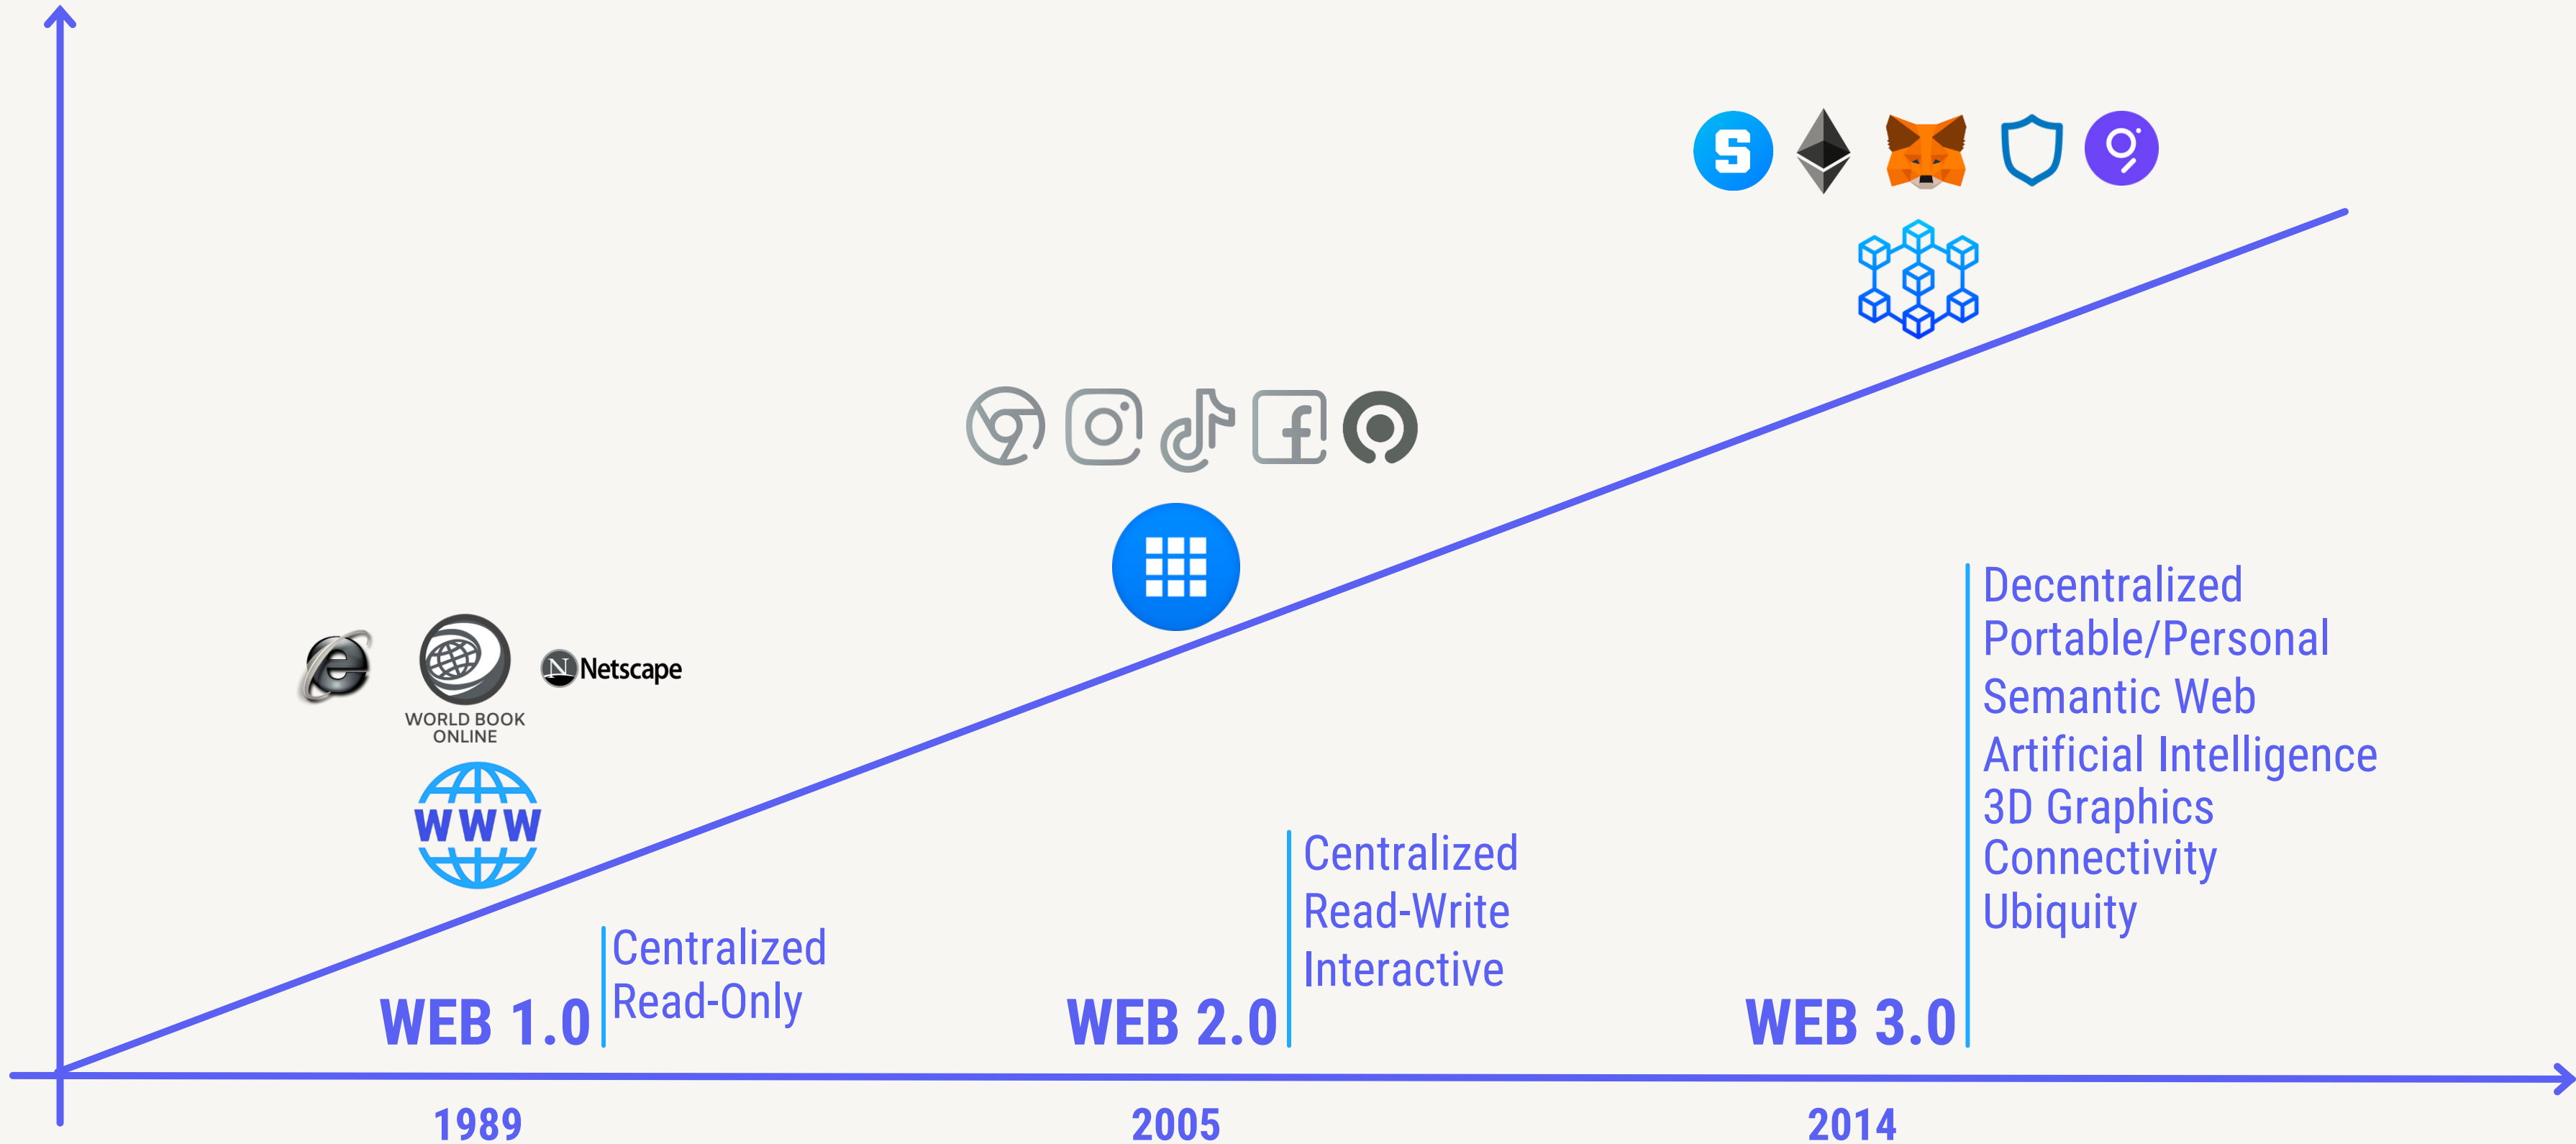 WORLD BOOK
ONLINE
Netscape
WWW
WEB 1.0
Centralized
Read-Only
WEB 2.0
Centralized
Read-Write
Interactive
WEB 3.0
Decentralized
Portable/Personal
Semantic Web
Artificial Intelligence
3D Graphics
Connectivity
Ubiquity
1989
2005
2014